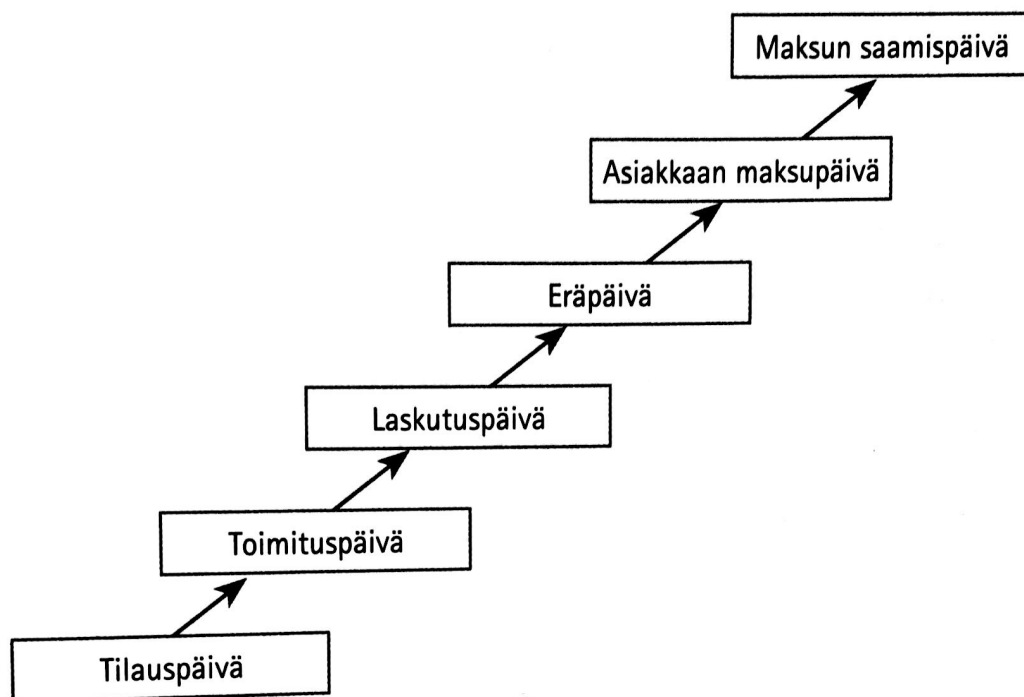 Maksun saamispäivä
Asiakkaan maksupäivä
Eräpäivä
Laskutuspäivä
Toimituspäivä
Tilauspäivä